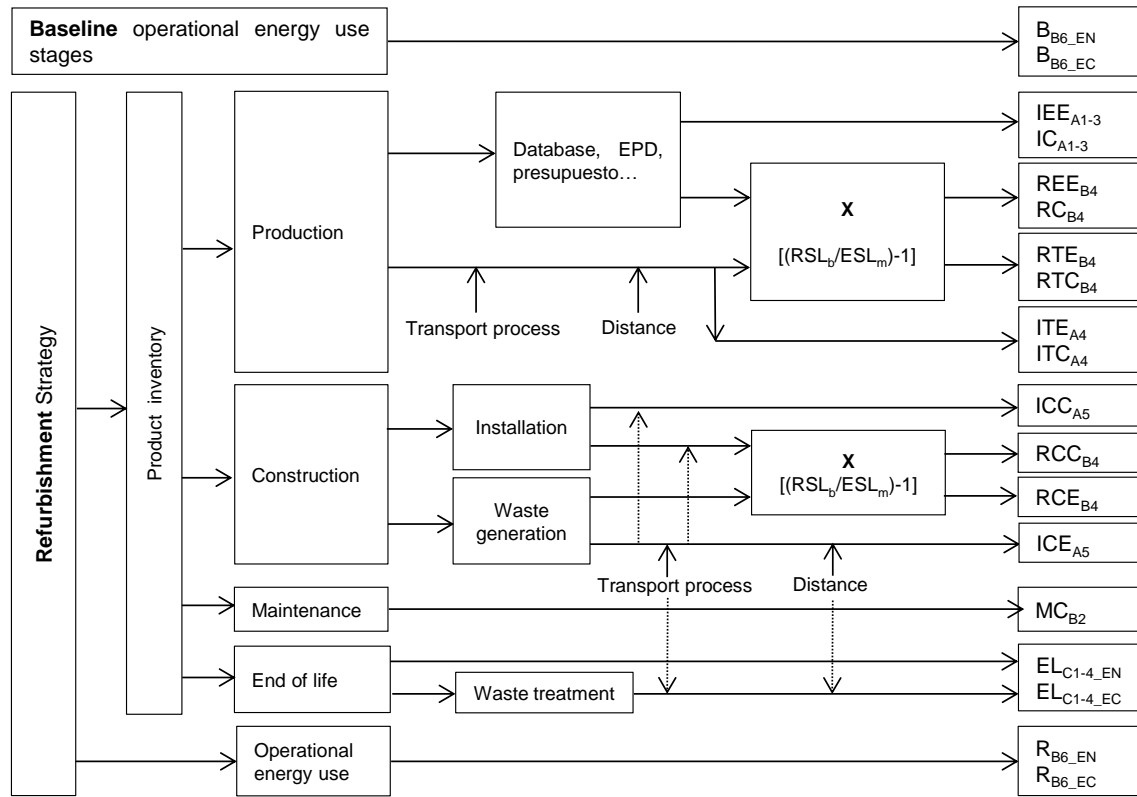 Baseline operational energy use
stages
B_B6_EN
B_B6_EC
Refurbishment Strategy
Product inventory
Production
Database, EPD,
presupuesto…
IEE_A1-3
IC_A1-3
X
[(RSL_b/ESL_m)-1]
REE_B4
RC_B4
RTE_B4
RTC_B4
Transport process
Distance
ITE_A4
ITC_A4
Construction
Installation
ICC_A5
X
[(RSL_b/ESL_m)-1]
RCC_B4
Waste
generation
RCE_B4
ICE_A5
Transport process
Distance
Maintenance
MC_B2
End of life
Waste treatment
EL_C1-4_EN
EL_C1-4_EC
Operational
energy use
R_B6_EN
R_B6_EC